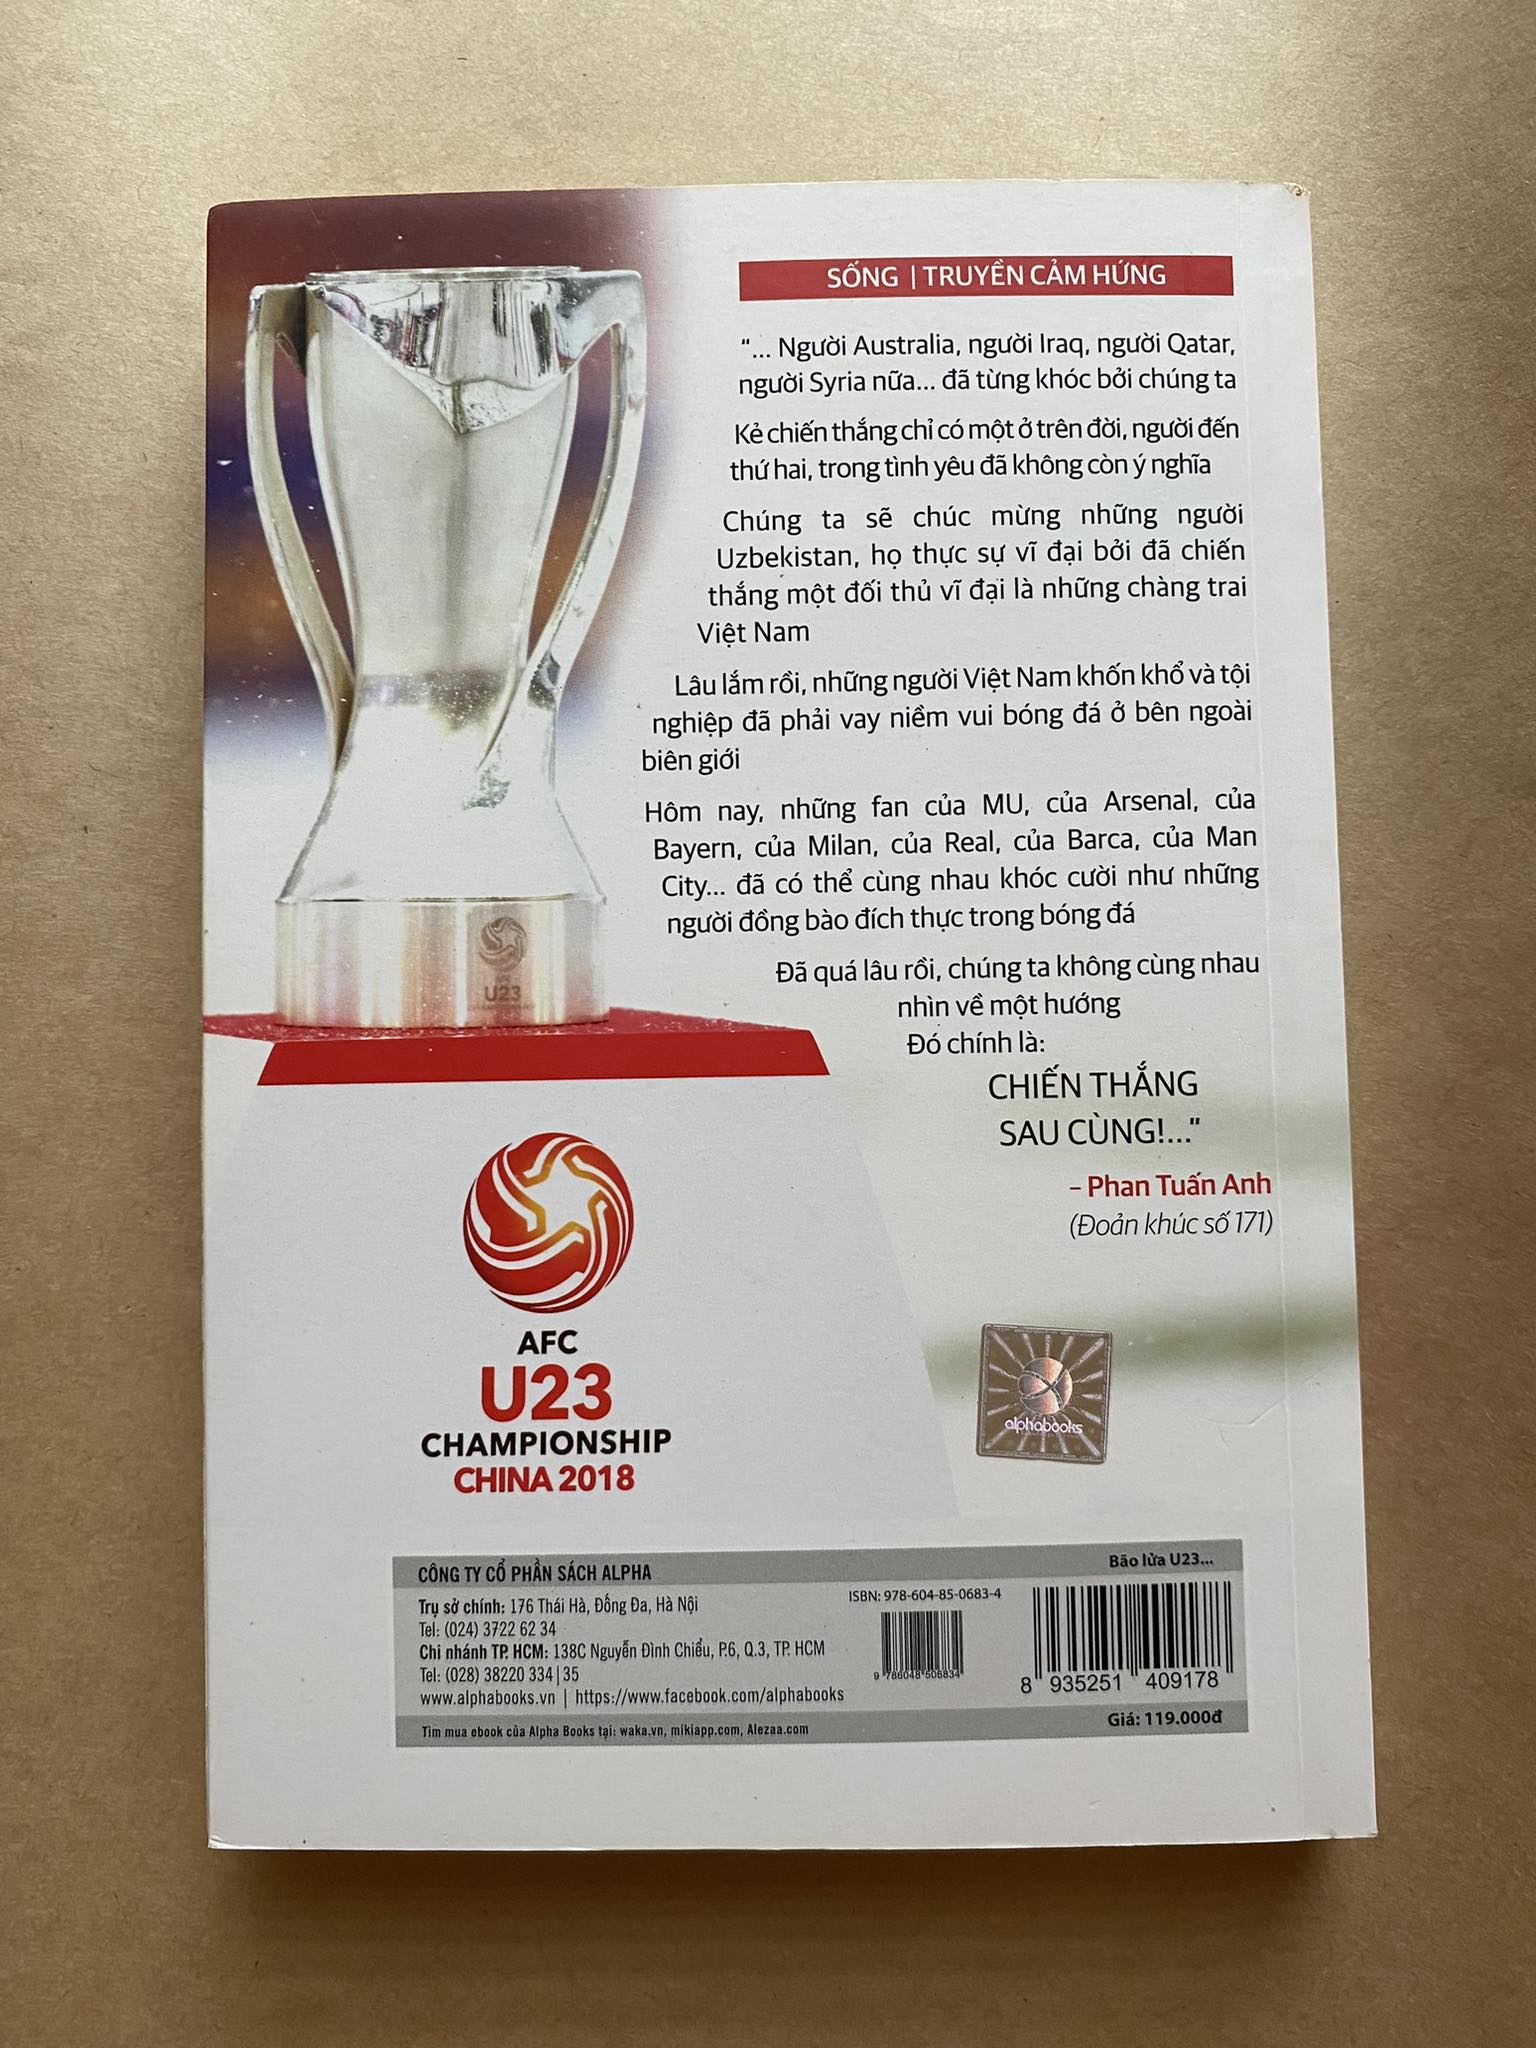 SỐNG | TRUYỀN CẢM HỨNG
"... Người Australia, người Iraq, người Qatar,
người Syria nữa... đã từng khóc bởi chúng ta
Kẻ chiến thắng chỉ có một ở trên đời, người đến
thứ hai, trong tình yêu đã không còn ý nghĩa
Chúng ta sẽ chúc mừng những người
Uzbekistan, họ thực sự vĩ đại bởi đã chiến
thắng một đối thủ vĩ đại là những chàng trai
Việt Nam
Lâu lắm rồi, những người Việt Nam khốn khổ và tội
nghiệp đã phải vay niềm vui bóng đá ở bên ngoài
biên giới
Hôm nay, những fan của MU, của Arsenal, của
Bayern, của Milan, của Real, của Barca, của Man
City... đã có thể cùng nhau khóc cười như những
người đồng bào đích thực trong bóng đá
Đã quá lâu rồi, chúng ta không cùng nhau
nhìn về một hướng
Đó chính là:
CHIẾN THẮNG
SAU CÙNG!..."
– Phan Tuấn Anh
(Đoản khúc số 171)
U23
AFC
U23
CHAMPIONSHIP
CHINA 2018
alphabooks
CÔNG TY CỔ PHẦN SÁCH ALPHA
Trụ sở chính: 176 Thái Hà, Đống Đa, Hà Nội
Tel: (024) 3722 62 34
Chi nhánh TP. HCM: 138C Nguyễn Đình Chiểu, P.6, Q.3, TP. HCM
Tel: (028) 38220 334 | 35
www.alphabooks.vn | https://www.facebook.com/alphabooks
Tìm mua ebook của Alpha Books tại: waka.vn, mikiapp.com, Alezaa.com
ISBN: 978-604-85-0683-4
9 786048 506834
Bão lửa U23...
8 935251 409178
Giá: 119.000đ